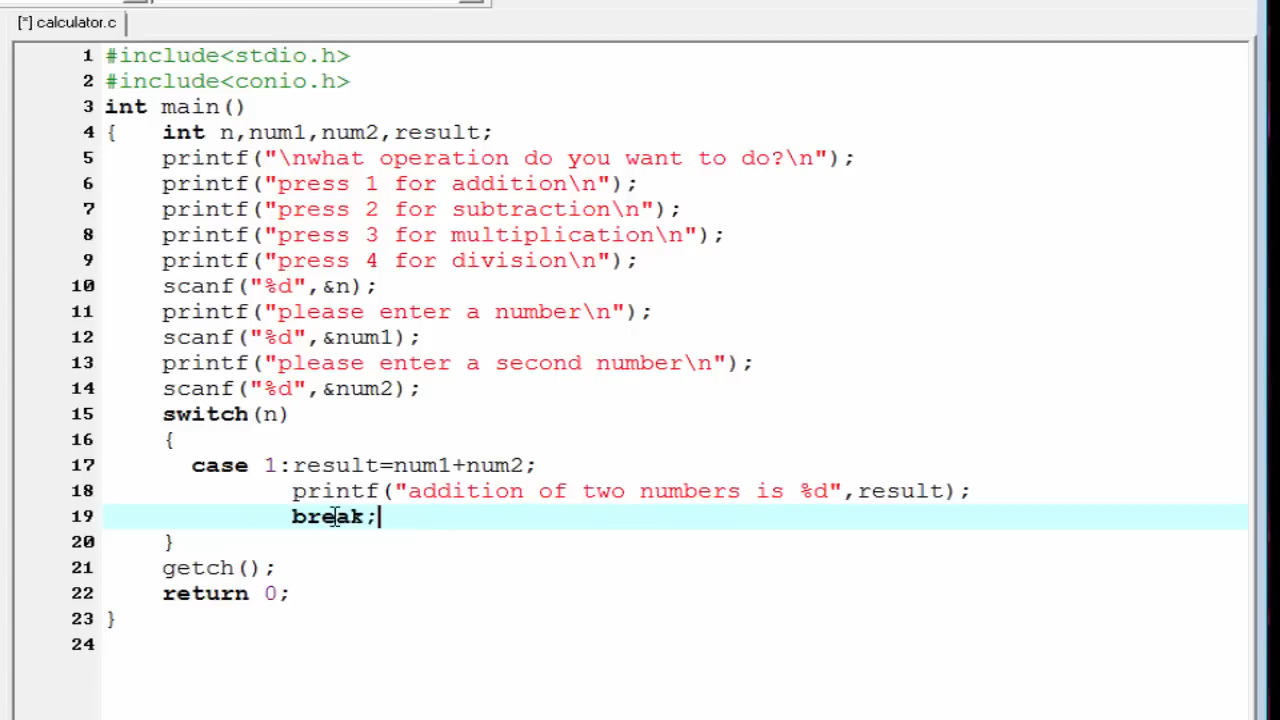 [*] calculator.c
1 #include<stdio.h>
2 #include<conio.h>
3 int main()
4 {    int n,num1,num2,result;
5     printf("\nwhat operation do you want to do?\n");
6     printf("press 1 for addition\n");
7     printf("press 2 for subtraction\n");
8     printf("press 3 for multiplication\n");
9     printf("press 4 for division\n");
10     scanf("%d",&n);
11     printf("please enter a number\n");
12     scanf("%d",&num1);
13     printf("please enter a second number\n");
14     scanf("%d",&num2);
15     switch(n)
16     {
17       case 1:result=num1+num2;
18              printf("addition of two numbers is %d",result);
19              break;
20     }
21     getch();
22     return 0;
23 }
24